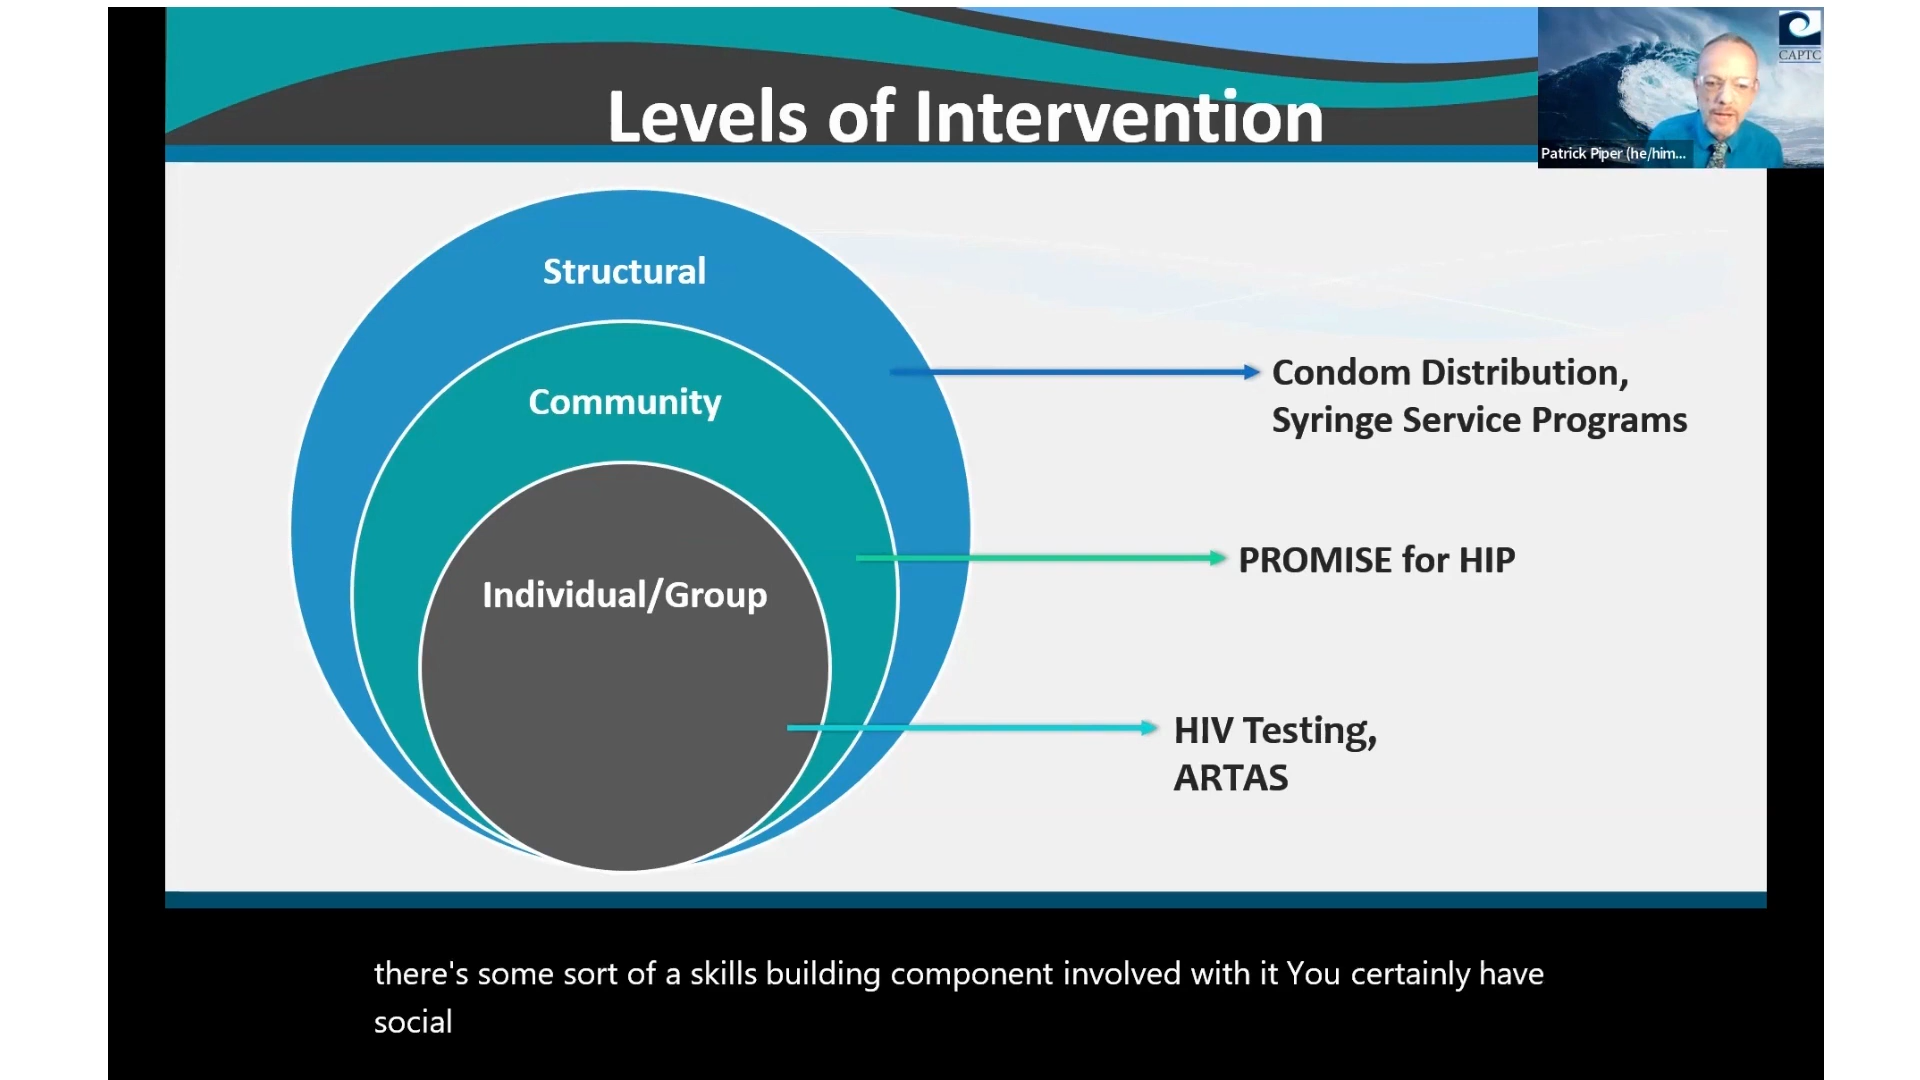 Levels of Intervention
CAPTC
Patrick Piper (he/him...
Structural
Community
Individual/Group
Condom Distribution,
Syringe Service Programs
PROMISE for HIP
HIV Testing,
ARTAS
there's some sort of a skills building component involved with it You certainly have
social